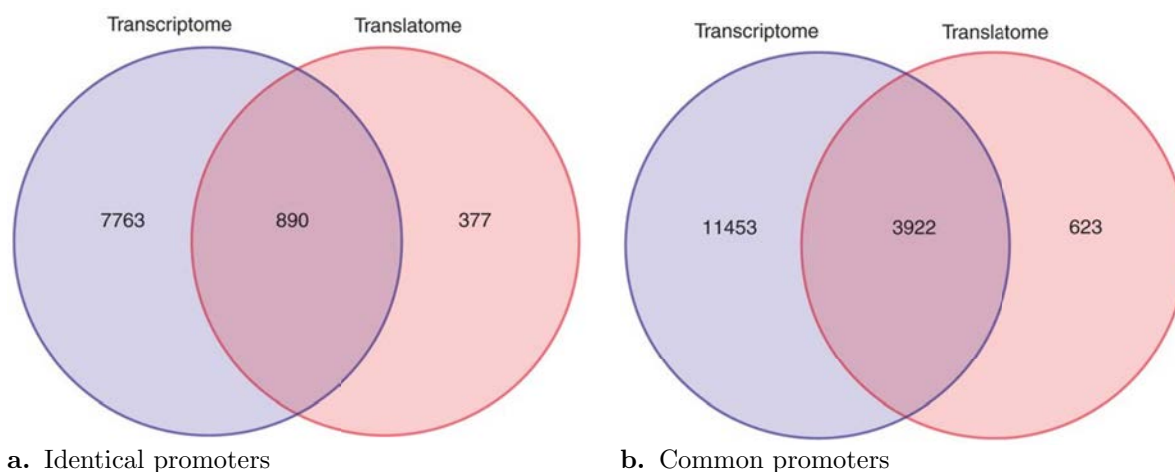 Transcriptome
Translatome
7763
890
377
a. Identical promoters
Transcriptome
Translatome
11453
3922
623
b. Common promoters